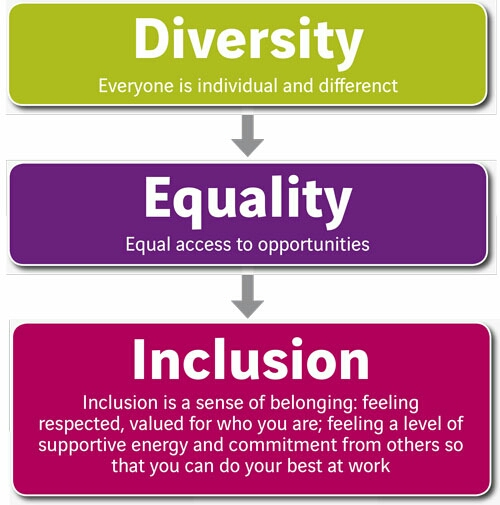 Diversity
Everyone is individual and differenct
Equality
Equal access to opportunities
Inclusion
Inclusion is a sense of belonging: feeling
respected, valued for who you are; feeling a level of
supportive energy and commitment from others so
that you can do your best at work